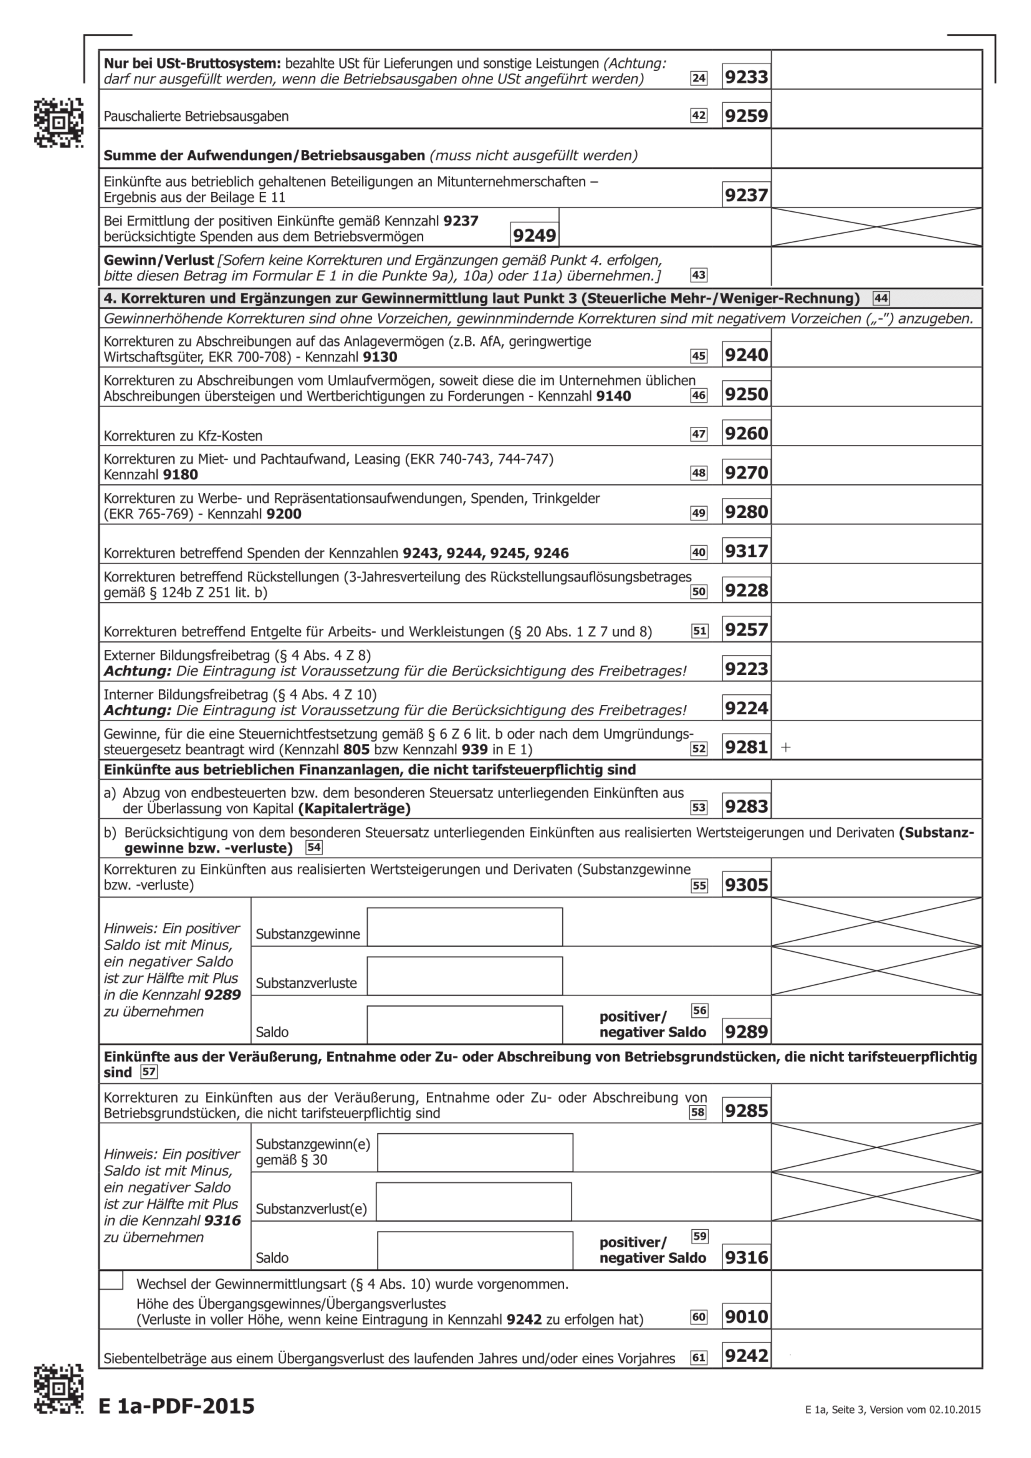 Nur bei USt-Bruttosystem: bezahlte USt für Lieferungen und sonstige Leistungen (Achtung:
darf nur ausgefüllt werden, wenn die Betriebsausgaben ohne USt angeführt werden) 24 9233
Pauschalierte Betriebsausgaben 42 9259
Summe der Aufwendungen/Betriebsausgaben (muss nicht ausgefüllt werden)
Einkünfte aus betrieblich gehaltenen Beteiligungen an Mitunternehmerschaften –
Ergebnis aus der Beilage E 11 9237
Bei Ermittlung der positiven Einkünfte gemäß Kennzahl 9237
berücksichtigte Spenden aus dem Betriebsvermögen 9249
Gewinn/Verlust [Sofern keine Korrekturen und Ergänzungen gemäß Punkt 4. erfolgen,
bitte diesen Betrag im Formular E 1 in die Punkte 9a), 10a) oder 11a) übernehmen.] 43
4. Korrekturen und Ergänzungen zur Gewinnermittlung laut Punkt 3 (Steuerliche Mehr-/Weniger-Rechnung) 44
Gewinnerhöhende Korrekturen sind ohne Vorzeichen, gewinnmindernde Korrekturen sind mit negativem Vorzeichen („-") anzugeben.
Korrekturen zu Abschreibungen auf das Anlagevermögen (z.B. AfA, geringwertige
Wirtschaftsgüter, EKR 700-708) - Kennzahl 9130 45 9240
Korrekturen zu Abschreibungen vom Umlaufvermögen, soweit diese die im Unternehmen üblichen
Abschreibungen übersteigen und Wertberichtigungen zu Forderungen - Kennzahl 9140 46 9250
Korrekturen zu Kfz-Kosten 47 9260
Korrekturen zu Miet- und Pachtaufwand, Leasing (EKR 740-743, 744-747)
Kennzahl 9180 48 9270
Korrekturen zu Werbe- und Repräsentationsaufwendungen, Spenden, Trinkgelder
(EKR 765-769) - Kennzahl 9200 49 9280
Korrekturen betreffend Spenden der Kennzahlen 9243, 9244, 9245, 9246 40 9317
Korrekturen betreffend Rückstellungen (3-Jahresverteilung des Rückstellungsauflösungsbetrages
gemäß § 124b Z 251 lit. b) 50 9228
Korrekturen betreffend Entgelte für Arbeits- und Werkleistungen (§ 20 Abs. 1 Z 7 und 8) 51 9257
Externer Bildungsfreibetrag (§ 4 Abs. 4 Z 8)
Achtung: Die Eintragung ist Voraussetzung für die Berücksichtigung des Freibetrages! 9223
Interner Bildungsfreibetrag (§ 4 Abs. 4 Z 10)
Achtung: Die Eintragung ist Voraussetzung für die Berücksichtigung des Freibetrages! 9224
Gewinne, für die eine Steuernichtfestsetzung gemäß § 6 Z 6 lit. b oder nach dem Umgründungs-
steuergesetz beantragt wird (Kennzahl 805 bzw Kennzahl 939 in E 1) 52 9281 +
Einkünfte aus betrieblichen Finanzanlagen, die nicht tarifsteuerpflichtig sind
a) Abzug von endbesteuerten bzw. dem besonderen Steuersatz unterliegenden Einkünften aus
der Überlassung von Kapital (Kapitalerträge) 53 9283
b) Berücksichtigung von dem besonderen Steuersatz unterliegenden Einkünften aus realisierten Wertsteigerungen und Derivaten (Substanz-
gewinne bzw. -verluste) 54
Korrekturen zu Einkünften aus realisierten Wertsteigerungen und Derivaten (Substanzgewinne
bzw. -verluste) 55 9305
Hinweis: Ein positiver
Saldo ist mit Minus,
ein negativer Saldo
ist zur Hälfte mit Plus
in die Kennzahl 9289
zu übernehmen
Substanzgewinne
Substanzverluste
Saldo
positiver/ 56
negativer Saldo 9289
Einkünfte aus der Veräußerung, Entnahme oder Zu- oder Abschreibung von Betriebsgrundstücken, die nicht tarifsteuerpflichtig
sind 57
Korrekturen zu Einkünften aus der Veräußerung, Entnahme oder Zu- oder Abschreibung von
Betriebsgrundstücken, die nicht tarifsteuerpflichtig sind 58 9285
Hinweis: Ein positiver
Saldo ist mit Minus,
ein negativer Saldo
ist zur Hälfte mit Plus
in die Kennzahl 9316
zu übernehmen
Substanzgewinn(e)
gemäß § 30
Substanzverlust(e)
Saldo
positiver/ 59
negativer Saldo 9316
Wechsel der Gewinnermittlungsart (§ 4 Abs. 10) wurde vorgenommen.
Höhe des Übergangsgewinnes/Übergangsverlustes
(Verluste in voller Höhe, wenn keine Eintragung in Kennzahl 9242 zu erfolgen hat) 60 9010
Siebentelbeträge aus einem Übergangsverlust des laufenden Jahres und/oder eines Vorjahres 61 9242
E 1a-PDF-2015
E 1a, Seite 3, Version vom 02.10.2015